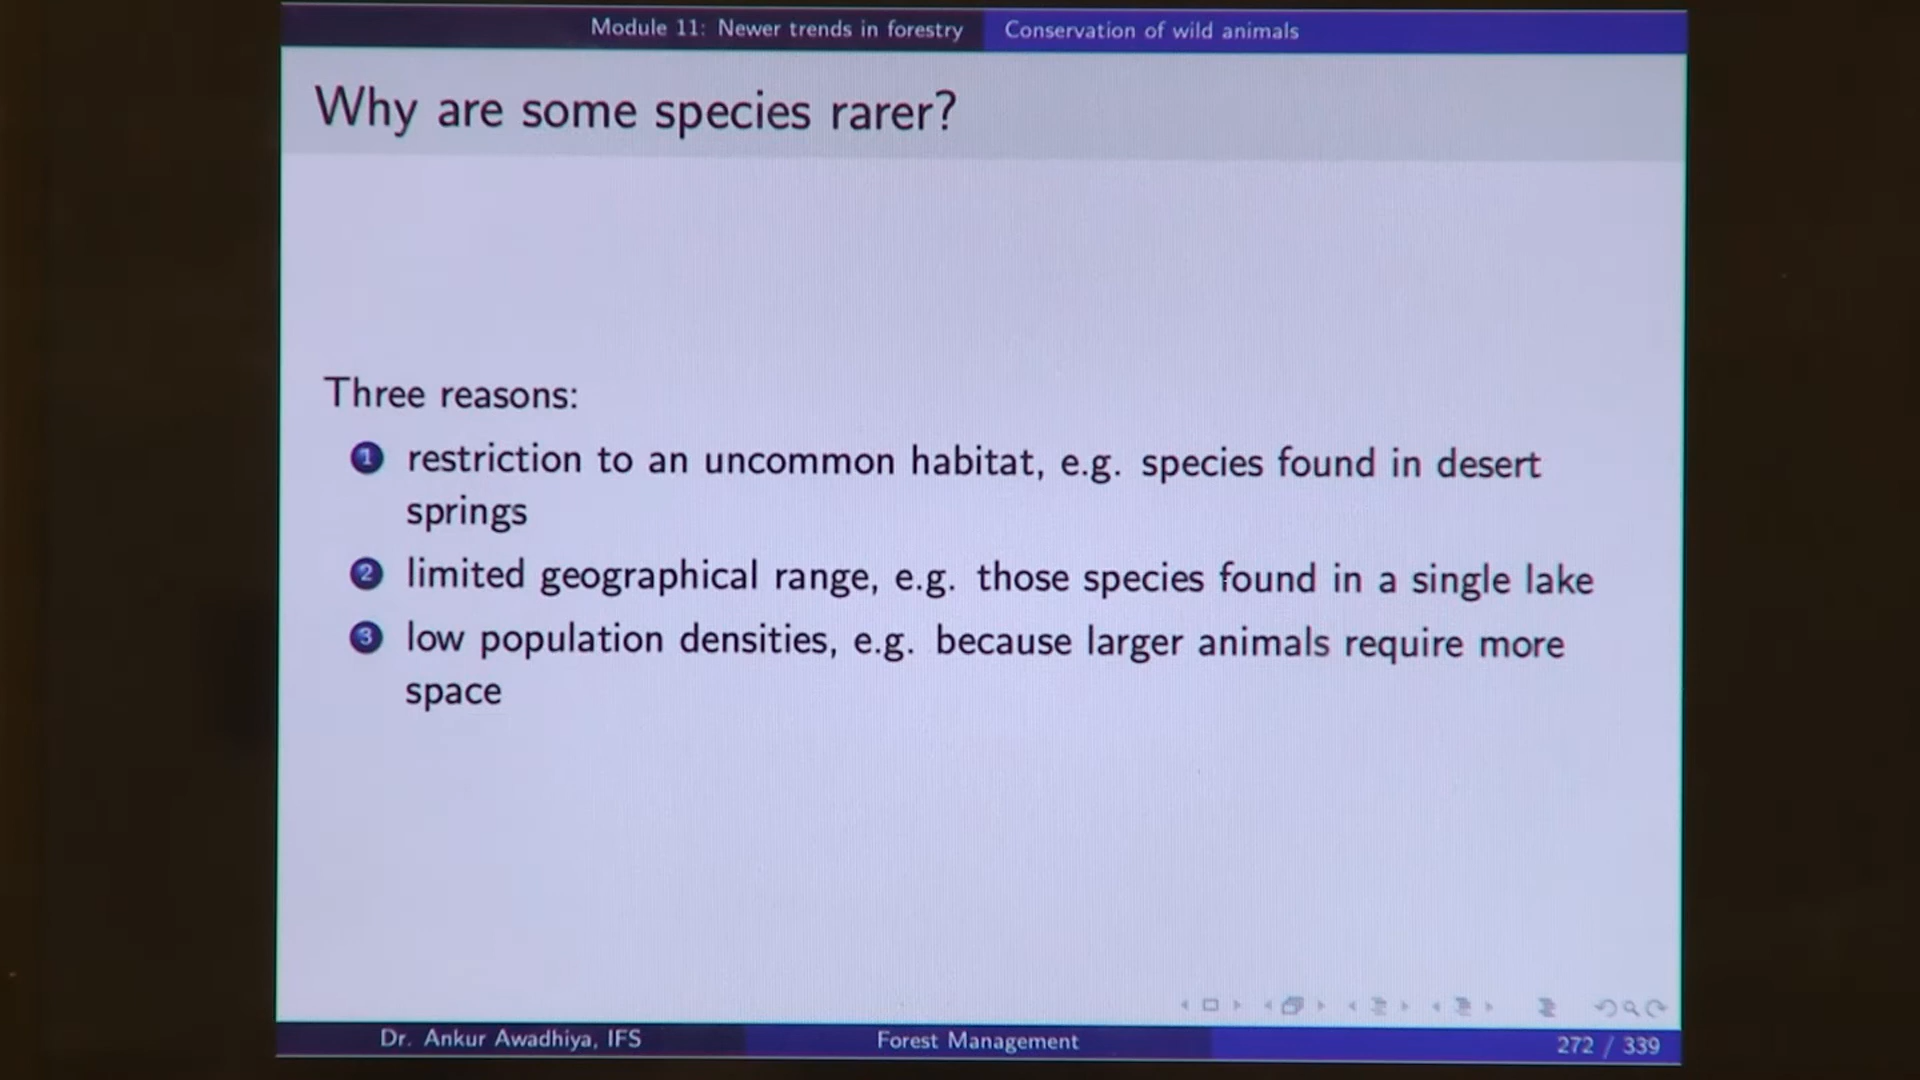 Module 11: Newer trends in forestry Conservation of wild animals
Why are some species rarer?
Three reasons:
1 restriction to an uncommon habitat, e.g. species found in desert
springs
2 limited geographical range, e.g. those species found in a single lake
3 low population densities, e.g. because larger animals require more
space
Dr. Ankur Awadhiya, IFS Forest Management 272 / 339